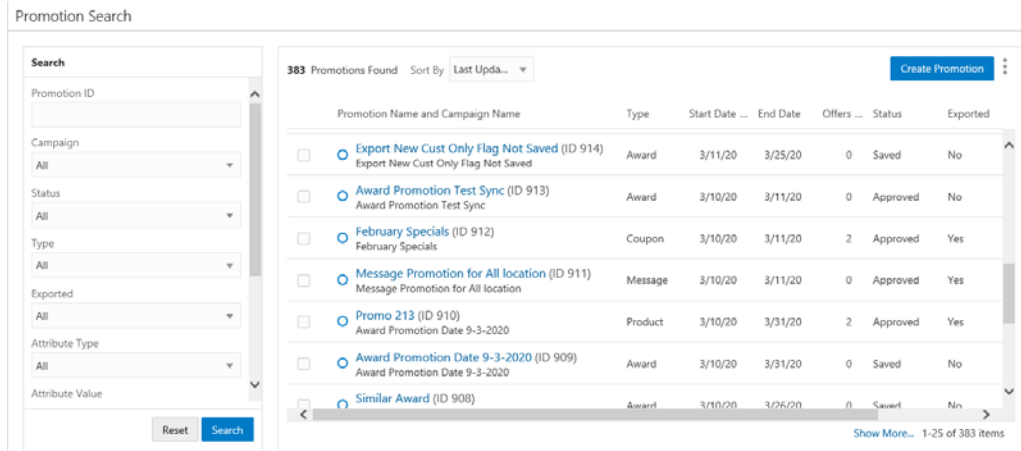 Promotion Search
Search
Promotion ID
Campaign
All
Status
All
Type
All
Exported
All
Attribute Type
All
Attribute Value
Reset Search
383 Promotions Found Sort By Last Upda... Create Promotion
Promotion Name and Campaign Name Type Start Date ... End Date Offers ... Status Exported
Export New Cust Only Flag Not Saved (ID 914) Award 3/11/20 3/25/20 0 Saved No
Export New Cust Only Flag Not Saved
Award Promotion Test Sync (ID 913) Award 3/10/20 3/11/20 0 Approved No
Award Promotion Test Sync
February Specials (ID 912) Coupon 3/10/20 3/11/20 2 Approved Yes
February Specials
Message Promotion for All location (ID 911) Message 3/10/20 3/11/20 0 Approved Yes
Message Promotion for All location
Promo 213 (ID 910) Product 3/10/20 3/31/20 2 Approved Yes
Award Promotion Date 9-3-2020
Award Promotion Date 9-3-2020 (ID 909) Award 3/10/20 3/31/20 0 Saved No
Award Promotion Date 9-3-2020
Similar Award (ID 908) Award 3/10/20 3/26/20 0 Saved No
Show More... 1-25 of 383 items